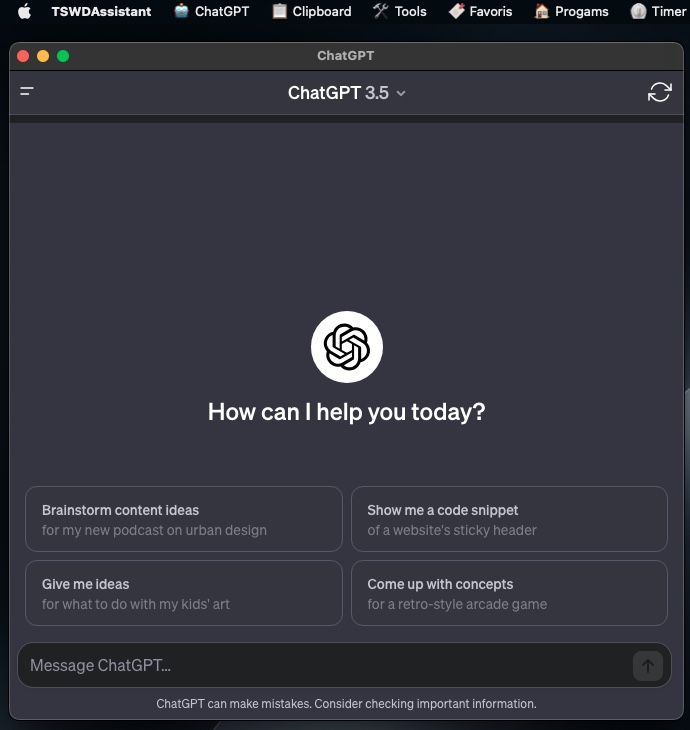 TSWDAssistant ChatGPT Clipboard Tools Favoris Progams Timer
ChatGPT
ChatGPT 3.5
How can I help you today?
Brainstorm content ideas
for my new podcast on urban design
Show me a code snippet
of a website's sticky header
Give me ideas
for what to do with my kids' art
Come up with concepts
for a retro-style arcade game
Message ChatGPT...
ChatGPT can make mistakes. Consider checking important information.